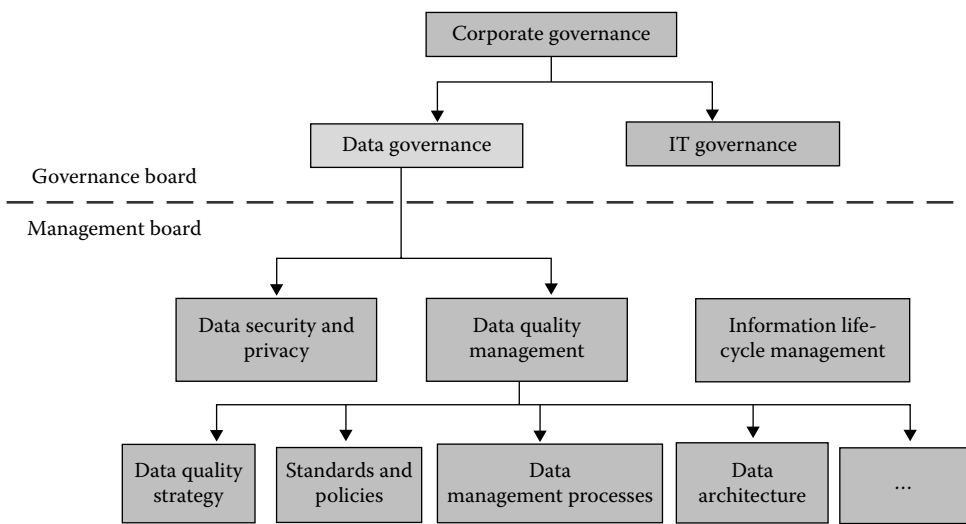 Corporate governance
Data governance
IT governance
Governance board
Management board
Data security and
privacy
Data quality
management
Information life-
cycle management
Data quality
strategy
Standards and
policies
Data
management processes
Data
architecture
...